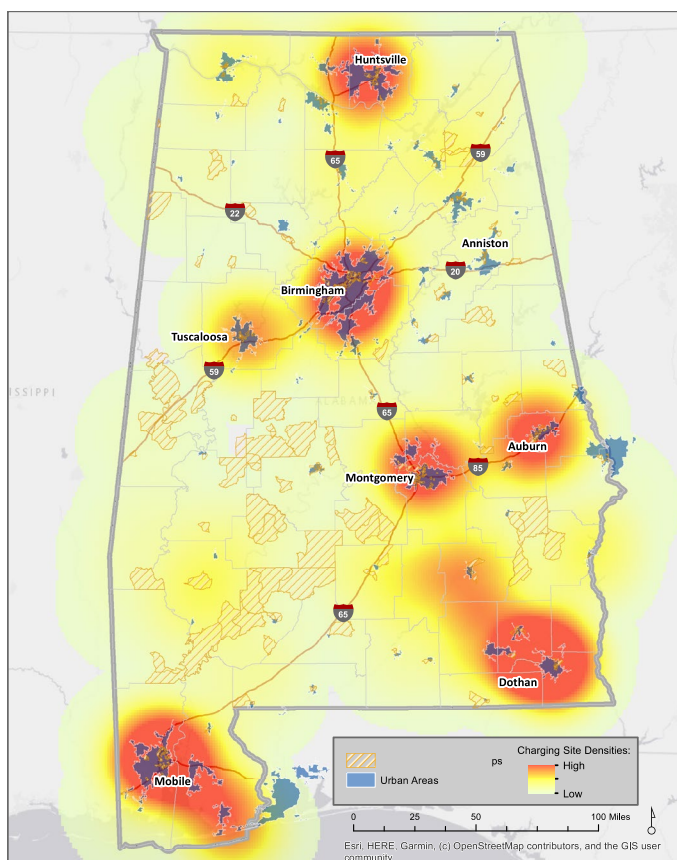 Huntsville
65
59
22
Anniston
20
Birmingham
Tuscaloosa
59
ISSIPPI
ALABAMA
65
Auburn
85
Montgomery
65
Dothan
Mobile
Charging Site Densities:
ps
High
Urban Areas
Low
0 50 100 Miles
Esri, HERE, Garmin, (c) OpenStreetMap contributors, and the GIS user
community